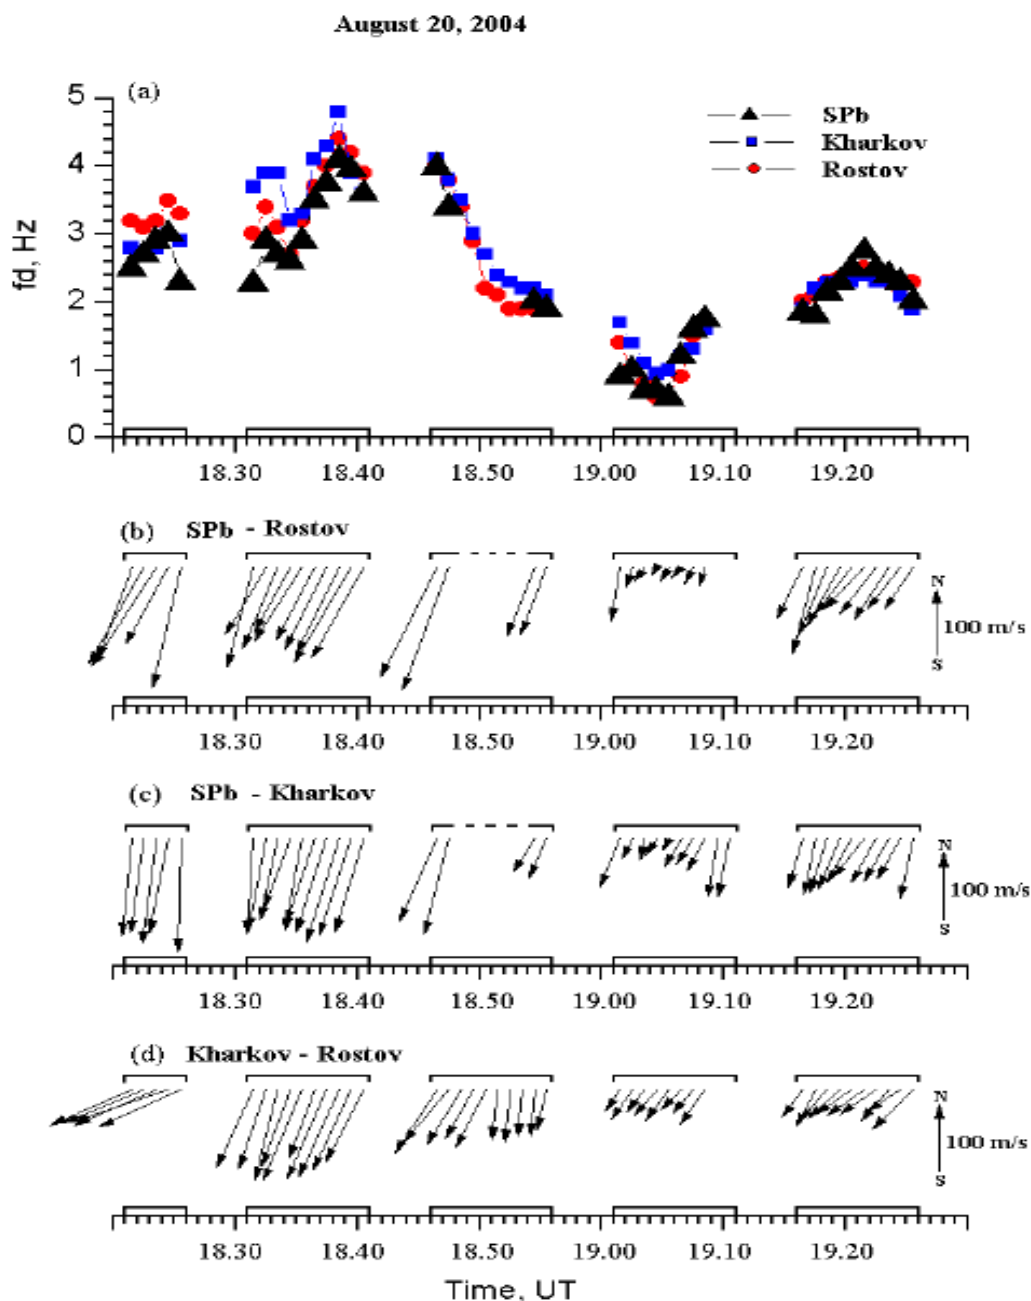 August 20, 2004
(a)
5
4
3
2
1
0
fd, Hz
SPb
Kharkov
Rostov
18.30 18.40 18.50 19.00 19.10 19.20
(b) SPb - Rostov
N
100 m/s
S
18.30 18.40 18.50 19.00 19.10 19.20
(c) SPb - Kharkov
N
100 m/s
S
18.30 18.40 18.50 19.00 19.10 19.20
(d) Kharkov - Rostov
N
100 m/s
S
18.30 18.40 18.50 19.00 19.10 19.20
Time, UT